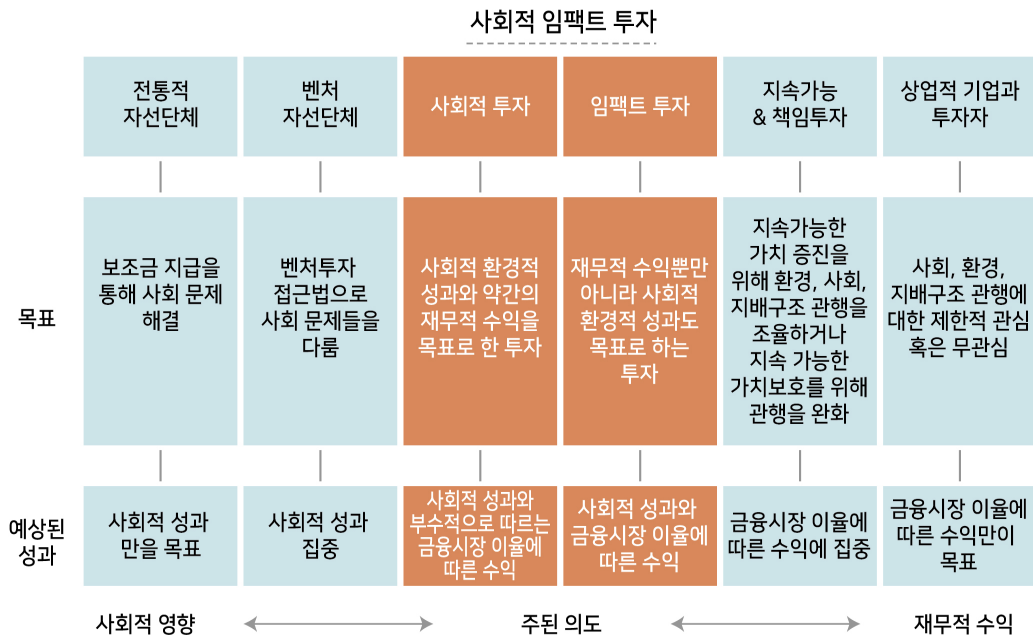 사회적 임팩트 투자
전통적
자선단체
벤처
자선단체
사회적 투자
임팩트 투자
지속가능
& 책임투자
상업적 기업과
투자자
목표
보조금 지급을
통해 사회 문제
해결
벤처투자
접근법으로
사회 문제들을
다룸
사회적 환경적
성과와 약간의
재무적 수익을
목표로 한 투자
재무적 수익뿐만
아니라 사회적
환경적 성과도
목표로 하는
투자
지속가능한
가치 증진을
위해 환경, 사회,
지배구조 관행을
조율하거나
지속 가능한
가치보호를 위해
관행을 완화
사회, 환경,
지배구조 관행에
대한 제한적 관심
혹은 무관심
예상된
성과
사회적 성과
만을 목표
사회적 성과
집중
사회적 성과와
부수적으로 따르는
금융시장 이율에
따른 수익
사회적 성과와
금융시장 이율에
따른 수익
금융시장 이율에
따른 수익에 집중
금융시장 이율에
따른 수익만이
목표
사회적 영향
주된 의도
재무적 수익